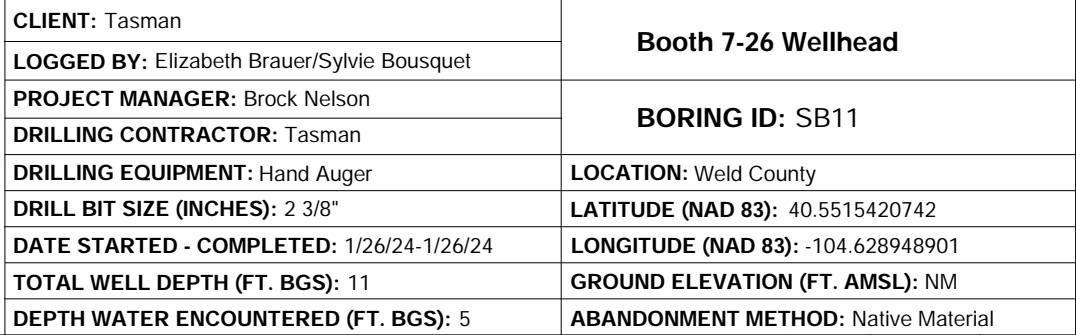 CLIENT: Tasman
LOGGED BY: Elizabeth Brauer/Sylvie Bousquet
Booth 7-26 Wellhead
PROJECT MANAGER: Brock Nelson
DRILLING CONTRACTOR: Tasman
BORING ID: SB11
DRILLING EQUIPMENT: Hand Auger
LOCATION: Weld County
DRILL BIT SIZE (INCHES): 2 3/8"
LATITUDE (NAD 83): 40.5515420742
DATE STARTED - COMPLETED: 1/26/24-1/26/24
LONGITUDE (NAD 83): -104.628948901
TOTAL WELL DEPTH (FT. BGS): 11
GROUND ELEVATION (FT. AMSL): NM
DEPTH WATER ENCOUNTERED (FT. BGS): 5
ABANDONMENT METHOD: Native Material